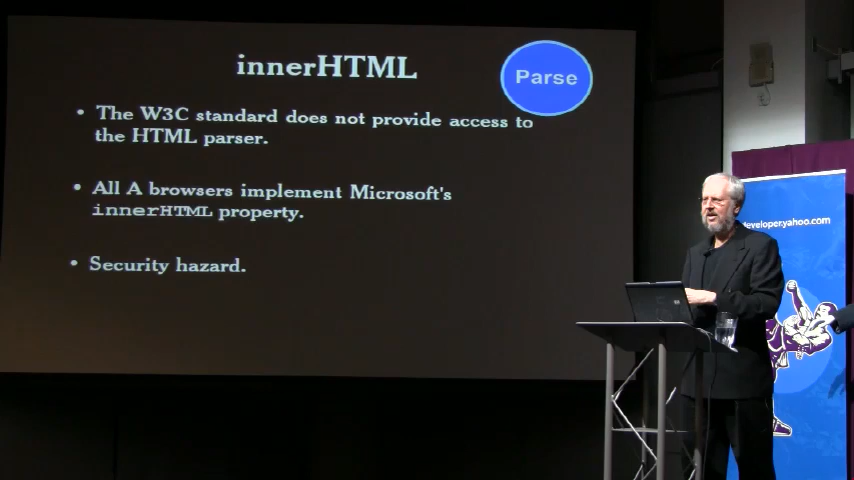 innerHTML
Parse
• The W3C standard does not provide access to
the HTML parser.
• All A browsers implement Microsoft's
innerHTML property.
• Security hazard.
developer.yahoo.com